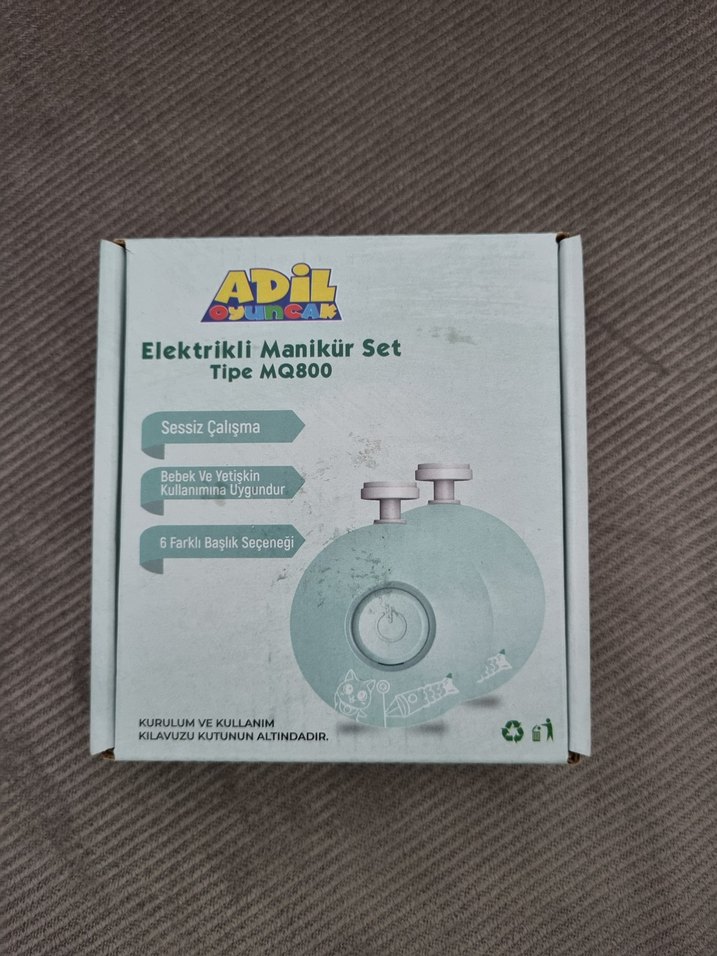 ADİL
OYUNCAK
Elektrikli Manikür Set
Tipe MQ800
Sessiz Çalışma
Bebek Ve Yetişkin
Kullanımına Uygundur
6 Farklı Başlık Seçeneği
KURULUM VE KULLANIM
KILAVUZU KUTUNUN ALTINDADIR.